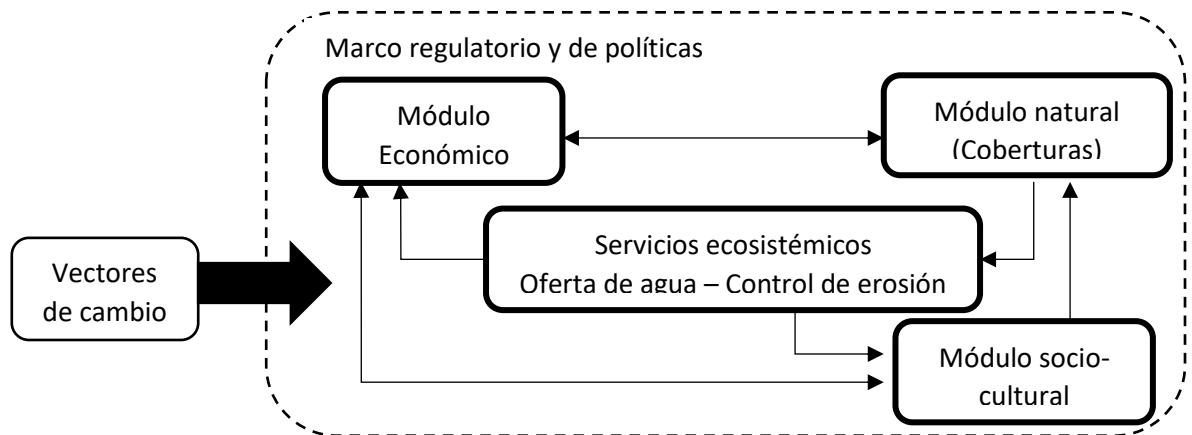 Marco regulatorio y de políticas
Módulo
Económico
Módulo natural
(Coberturas)
Servicios ecosistémicos
Oferta de agua – Control de erosión
Vectores
de cambio
Módulo socio-
cultural